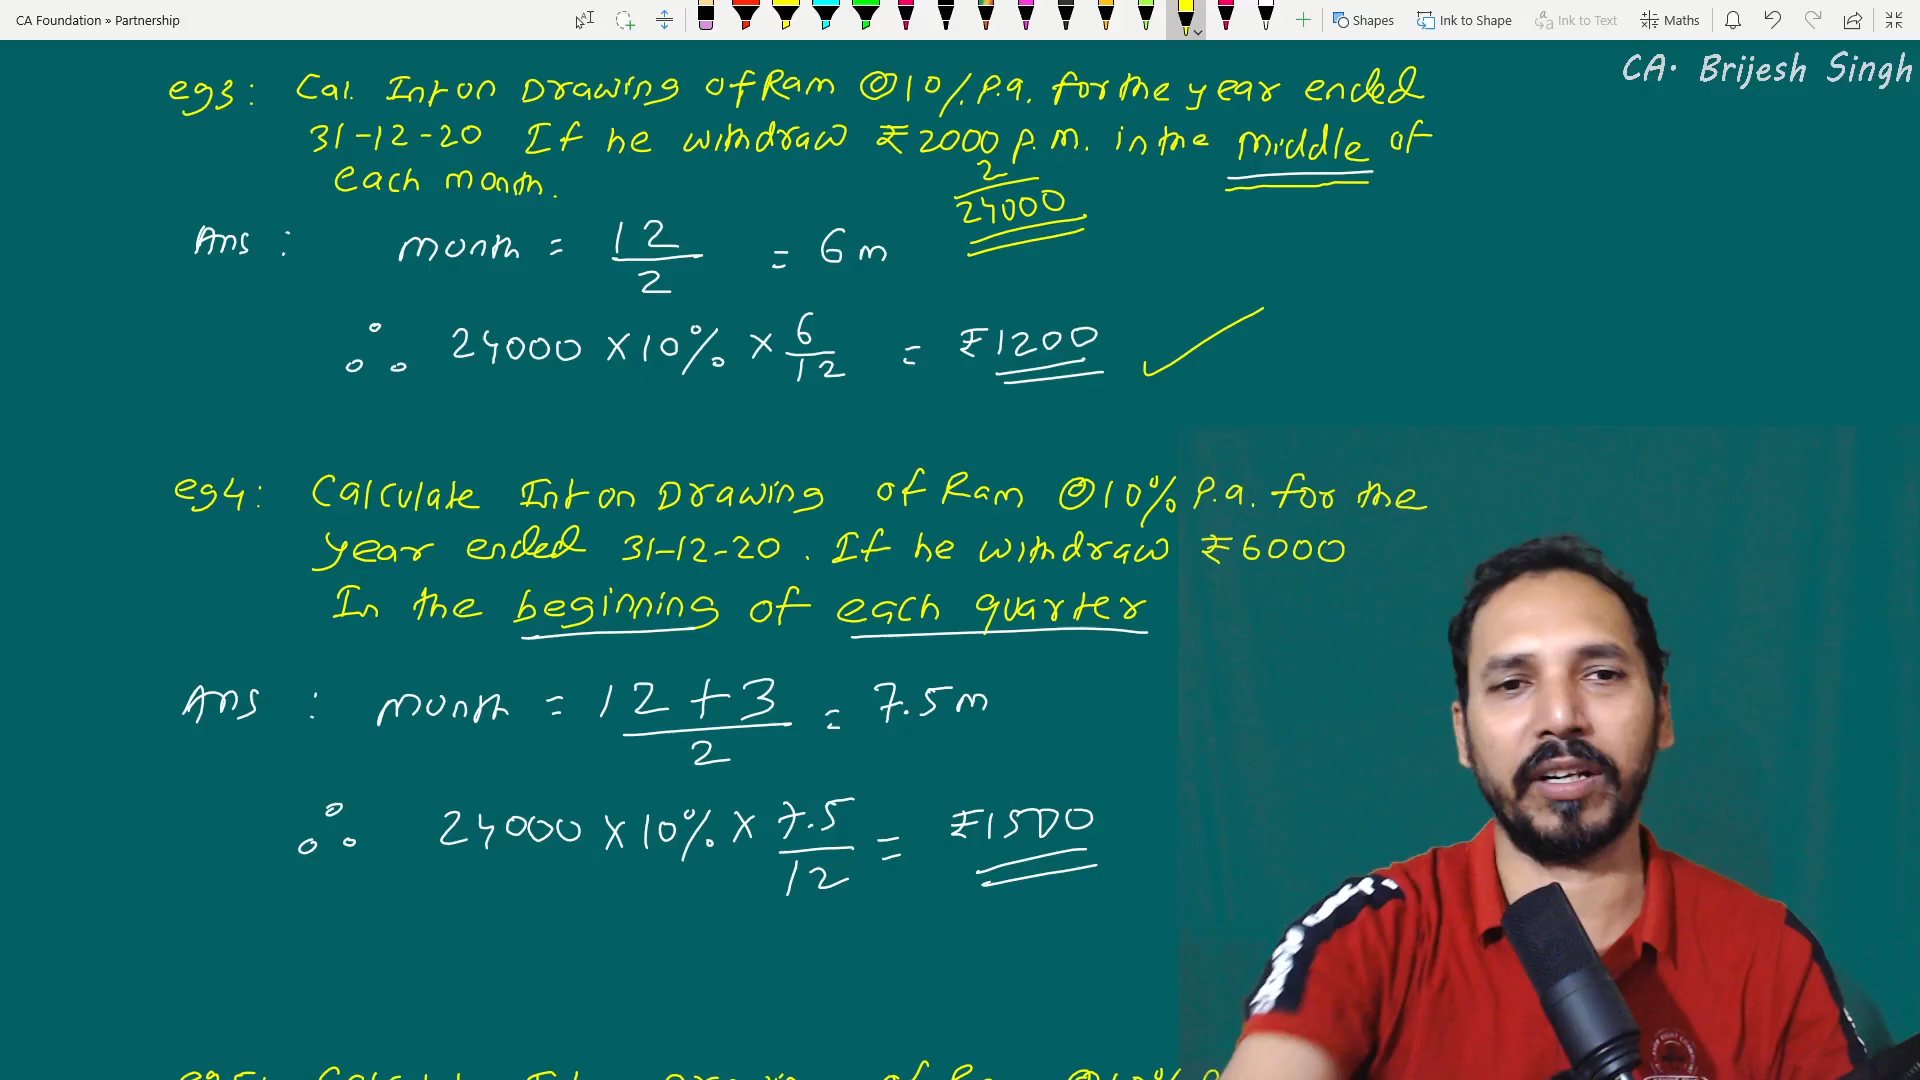 CA Foundation » Partnership
Shapes Ink to Shape Ink to Text Maths
CA. Brijesh Singh
eg3: Cal. Int on Drawing of Ram @10%.P.a. for the year ended
31-12-20 If he withdraw ₹2000 P.M. in the middle of
each month.
2
24000
Ans : month = 12/2 = 6 m
∴ 24000 × 10% × 6/12 = ₹1200 ✓
eg4: Calculate Int on Drawing of Ram @10% P.a. for the
year ended 31-12-20. If he withdraw ₹6000
In the beginning of each quarter
Ans : month = 12+3/2 = 7.5m
∴ 24000 × 10% × 7.5/12 = ₹1500